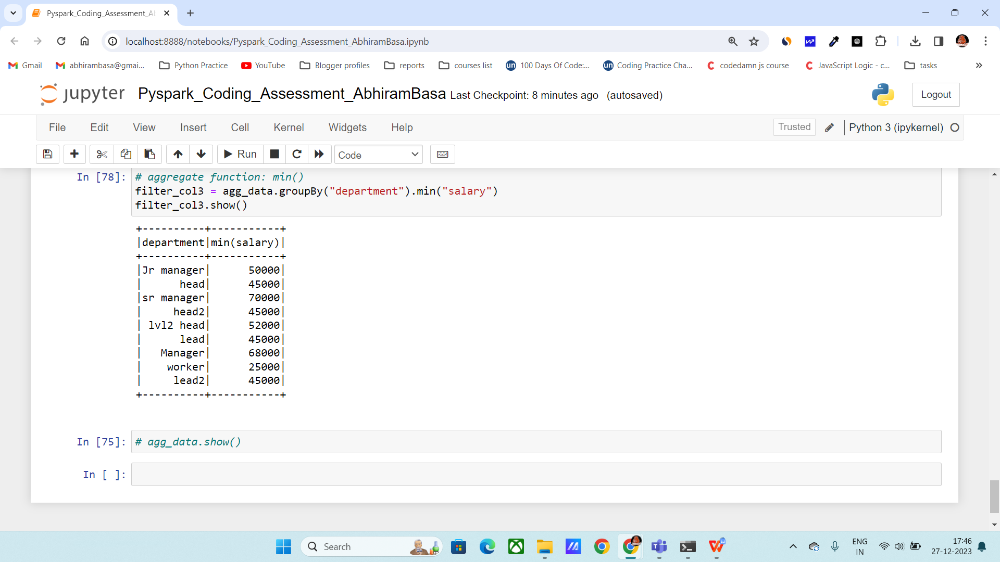 Pyspark_Coding_Assessment_Al
localhost:8888/notebooks/Pyspark_Coding_Assessment_AbhiramBasa.ipynb
Gmail abhirambasa@gmai... Python Practice YouTube Blogger profiles reports courses list un 100 Days Of Code:... un Coding Practice Cha... codedamn js course JavaScript Logic - c... tasks
jupyter Pyspark_Coding_Assessment_AbhiramBasa Last Checkpoint: 8 minutes ago (autosaved) Logout
File Edit View Insert Cell Kernel Widgets Help Trusted Python 3 (ipykernel)
Run Code
In [78]: # aggregate function: min()
filter_col3 = agg_data.groupBy("department").min("salary")
filter_col3.show()
+----------+-----------+
|department|min(salary)|
+----------+-----------+
|Jr manager|      50000|
|      head|      45000|
|sr manager|      70000|
|     head2|      45000|
| lvl2 head|      52000|
|      lead|      45000|
|   Manager|      68000|
|    worker|      25000|
|     lead2|      45000|
+----------+-----------+
In [75]: # agg_data.show()
In [ ]:
Search ENG 17:46
IN 27-12-2023